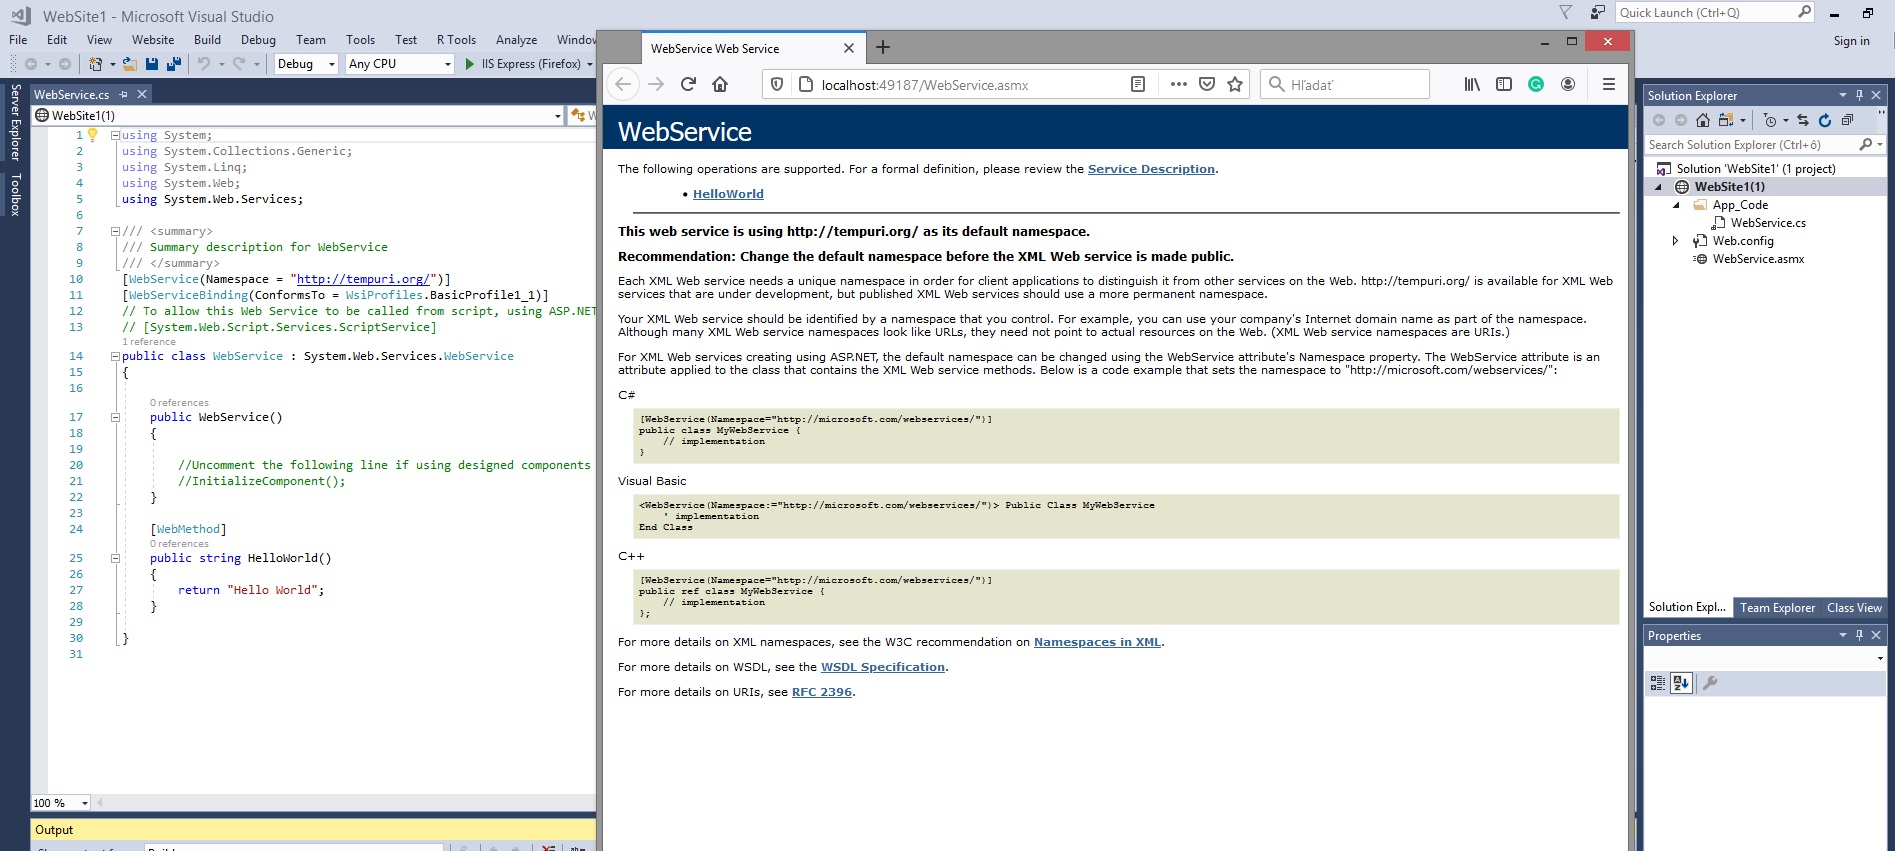 WebSite1 - Microsoft Visual Studio
Quick Launch (Ctrl+Q)
File Edit View Website Build Debug Team Tools Test R Tools Analyze Window
Sign in
Debug Any CPU IIS Express (Firefox)
Server Explorer
Toolbox
WebService.cs
WebSite1(1)
1 using System;
2 using System.Collections.Generic;
3 using System.Linq;
4 using System.Web;
5 using System.Web.Services;
6
7 /// <summary>
8 /// Summary description for WebService
9 /// </summary>
10 [WebService(Namespace = "http://tempuri.org/")]
11 [WebServiceBinding(ConformsTo = WsiProfiles.BasicProfile1_1)]
12 // To allow this Web Service to be called from script, using ASP.NET
13 // [System.Web.Script.Services.ScriptService]
1 reference
14 public class WebService : System.Web.Services.WebService
15 {
16
0 references
17 public WebService()
18 {
19
20 //Uncomment the following line if using designed components
21 //InitializeComponent();
22 }
23
24 [WebMethod]
0 references
25 public string HelloWorld()
26 {
27 return "Hello World";
28 }
29
30 }
31
100 %
Output
WebService Web Service
localhost:49187/WebService.asmx
Hľadať
WebService
The following operations are supported. For a formal definition, please review the Service Description.
• HelloWorld
This web service is using http://tempuri.org/ as its default namespace.
Recommendation: Change the default namespace before the XML Web service is made public.
Each XML Web service needs a unique namespace in order for client applications to distinguish it from other services on the Web. http://tempuri.org/ is available for XML Web
services that are under development, but published XML Web services should use a more permanent namespace.
Your XML Web service should be identified by a namespace that you control. For example, you can use your company's Internet domain name as part of the namespace.
Although many XML Web service namespaces look like URLs, they need not point to actual resources on the Web. (XML Web service namespaces are URIs.)
For XML Web services creating using ASP.NET, the default namespace can be changed using the WebService attribute's Namespace property. The WebService attribute is an
attribute applied to the class that contains the XML Web service methods. Below is a code example that sets the namespace to "http://microsoft.com/webservices/":
C#
[WebService(Namespace="http://microsoft.com/webservices/")]
public class MyWebService {
// implementation
}
Visual Basic
<WebService(Namespace:="http://microsoft.com/webservices/")> Public Class MyWebService
' implementation
End Class
C++
[WebService(Namespace="http://microsoft.com/webservices/")]
public ref class MyWebService {
// implementation
};
For more details on XML namespaces, see the W3C recommendation on Namespaces in XML.
For more details on WSDL, see the WSDL Specification.
For more details on URIs, see RFC 2396.
Solution Explorer
Search Solution Explorer (Ctrl+ô)
Solution 'WebSite1' (1 project)
WebSite1(1)
App_Code
WebService.cs
Web.config
WebService.asmx
Solution Expl... Team Explorer Class View
Properties